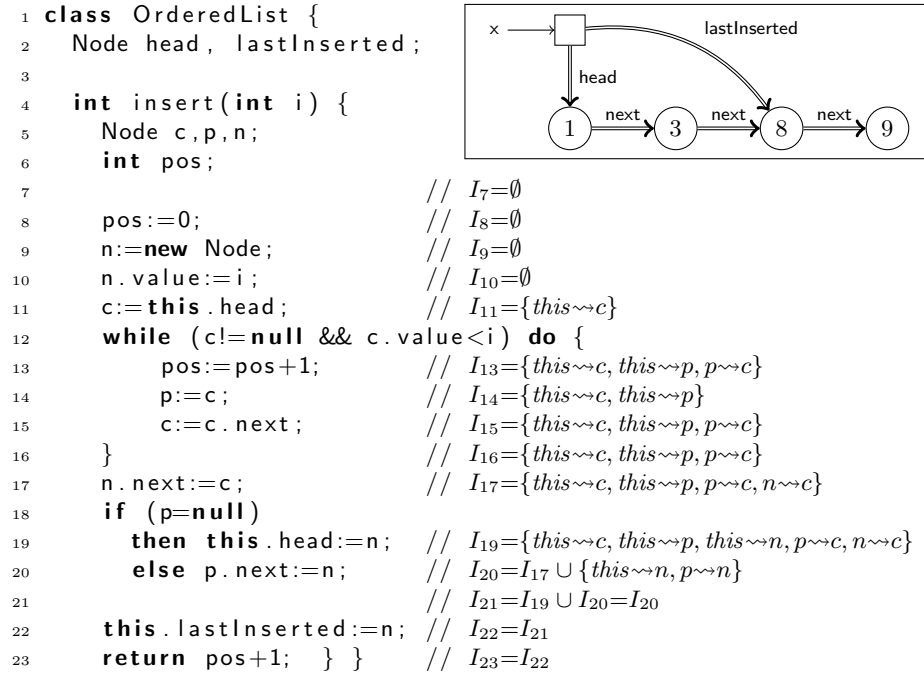 1 class OrderedList {
2 Node head, lastInserted;
3
4 int insert(int i) {
5 Node c,p,n;
6 int pos;
7 // I₇=∅
8 pos:=0; // I₈=∅
9 n:=new Node; // I₉=∅
10 n.value:=i; // I₁₀=∅
11 c:=this.head; // I₁₁={this⇝c}
12 while (c!=null && c.value<i) do {
13 pos:=pos+1; // I₁₃={this⇝c, this⇝p, p⇝c}
14 p:=c; // I₁₄={this⇝c, this⇝p}
15 c:=c.next; // I₁₅={this⇝c, this⇝p, p⇝c}
16 } // I₁₆={this⇝c, this⇝p, p⇝c}
17 n.next:=c; // I₁₇={this⇝c, this⇝p, p⇝c, n⇝c}
18 if (p=null)
19 then this.head:=n; // I₁₉={this⇝c, this⇝p, this⇝n, p⇝c, n⇝c}
20 else p.next:=n; // I₂₀=I₁₇ ∪ {this⇝n, p⇝n}
21 // I₂₁=I₁₉ ∪ I₂₀=I₂₀
22 this.lastInserted:=n; // I₂₂=I₂₁
23 return pos+1; } } // I₂₃=I₂₂
x lastInserted
head
next next next
1 3 8 9